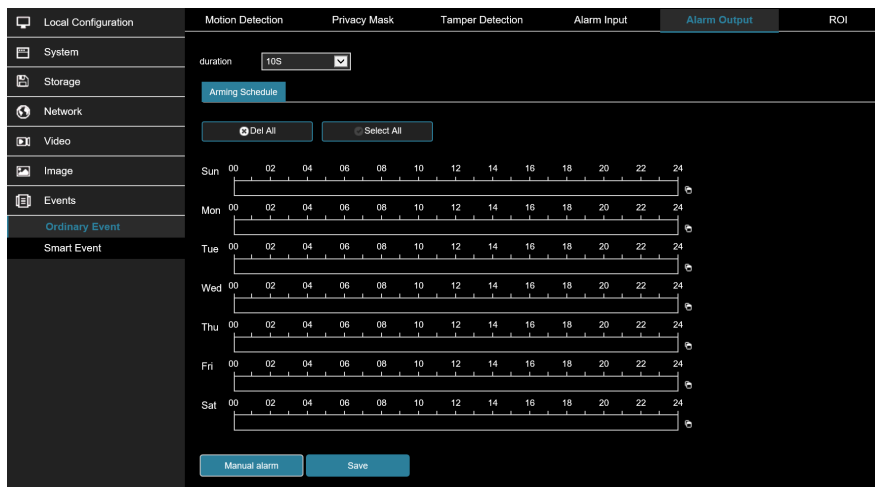 Local Configuration
System
Storage
Network
Video
Image
Events
Ordinary Event
Smart Event
Motion Detection Privacy Mask Tamper Detection Alarm Input Alarm Output ROI
duration 10S
Arming Schedule
Del All Select All
Sun 00 02 04 06 08 10 12 14 16 18 20 22 24
Mon 00 02 04 06 08 10 12 14 16 18 20 22 24
Tue 00 02 04 06 08 10 12 14 16 18 20 22 24
Wed 00 02 04 06 08 10 12 14 16 18 20 22 24
Thu 00 02 04 06 08 10 12 14 16 18 20 22 24
Fri 00 02 04 06 08 10 12 14 16 18 20 22 24
Sat 00 02 04 06 08 10 12 14 16 18 20 22 24
Manual alarm Save